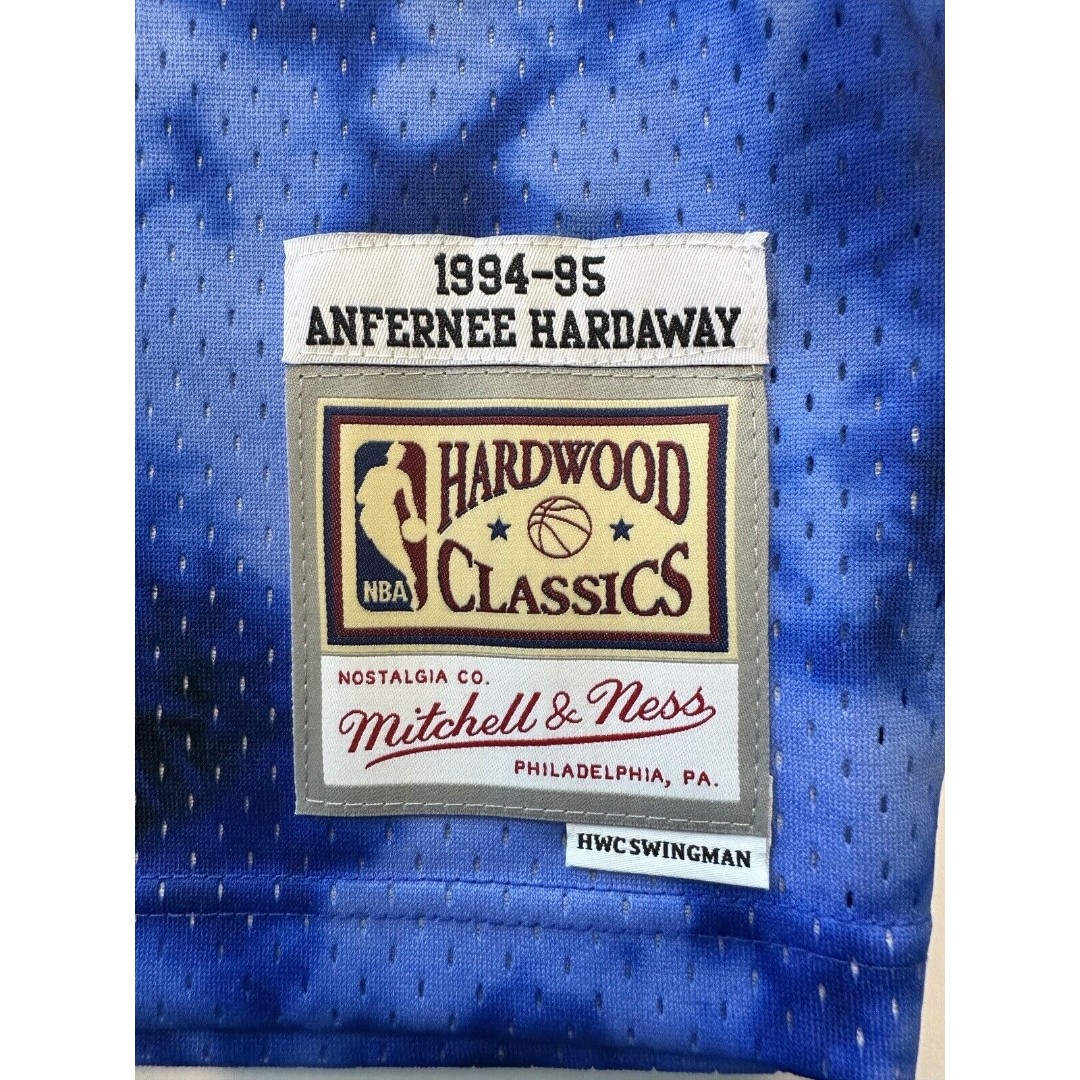 1994-95
ANFERNEE HARDAWAY
HARDWOOD
CLASSICS
NBA
NOSTALGIA CO.
Mitchell & Ness
PHILADELPHIA, PA.
HWC SWINGMAN